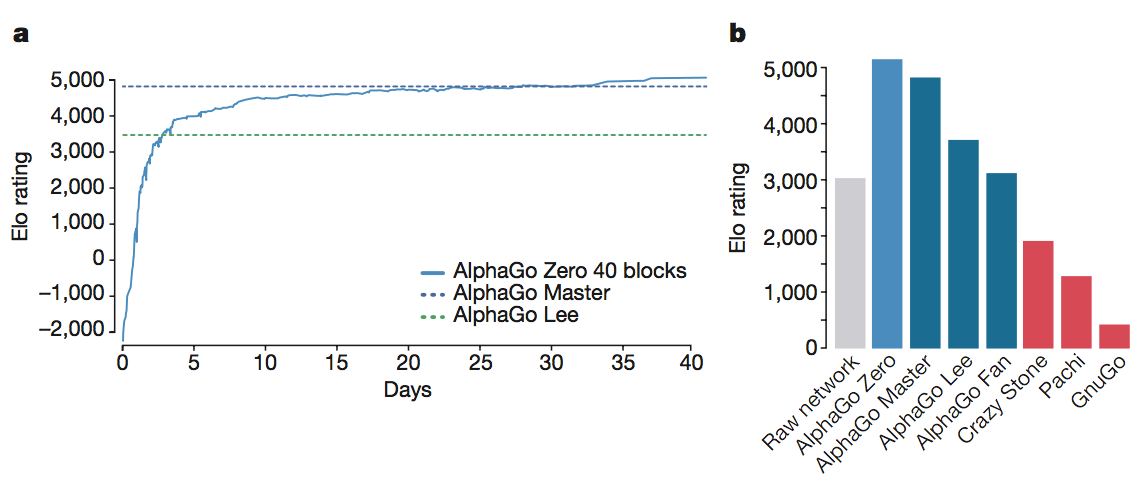 a
Elo rating
5,000
4,000
3,000
2,000
1,000
0
–1,000
–2,000
AlphaGo Zero 40 blocks
AlphaGo Master
AlphaGo Lee
0 5 10 15 20 25 30 35 40
Days
b
Elo rating
5,000
4,000
3,000
2,000
1,000
0
Raw network
AlphaGo Zero
AlphaGo Master
AlphaGo Lee
AlphaGo Fan
Crazy Stone
Pachi
GnuGo